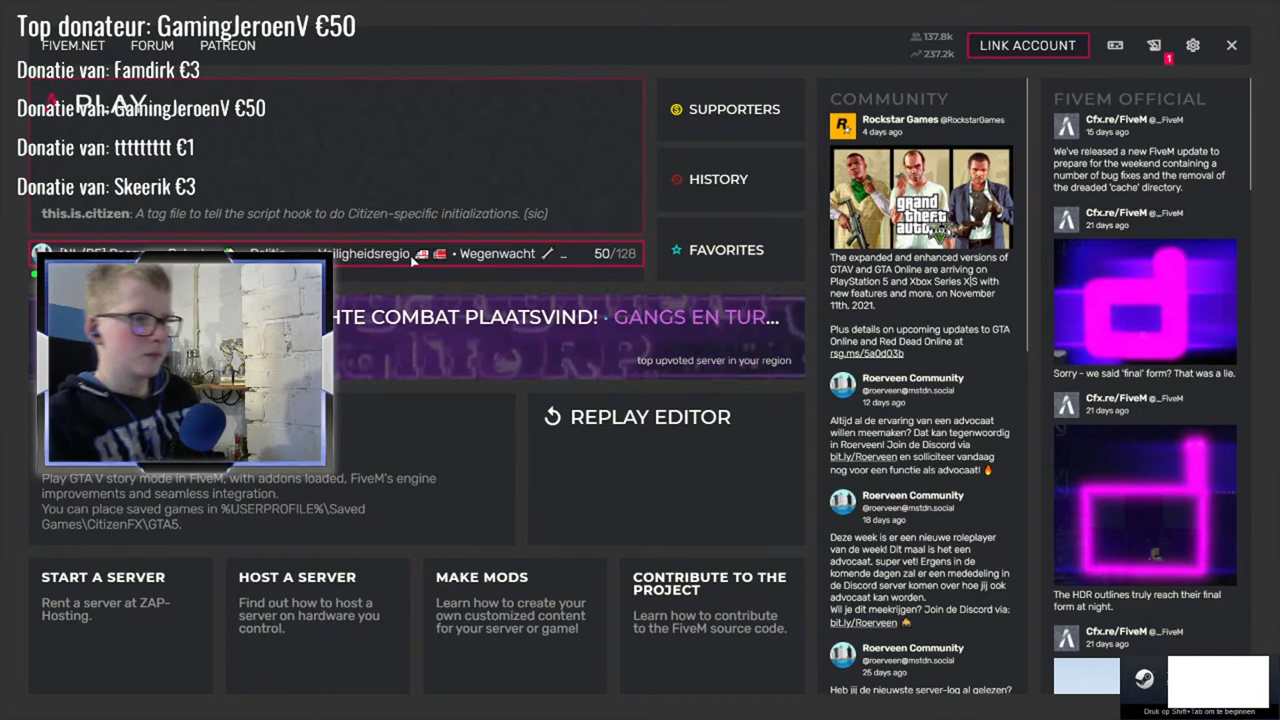 Top donateur: GamingJeroenV €50
FIVEM.NET FORUM PATREON
137.8k
237.2k
LINK ACCOUNT
1
Donatie van: Famdirk €3
PLAY
Donatie van: GamingJeroenV €50
Donatie van: ttttttttt €1
Donatie van: Skeerik €3
this.is.citizen: A tag file to tell the script hook to do Citizen-specific initializations. (sic)
Veiligheidsregio 🚑 🚒 • Wegenwacht 🔧 ... 50/128
HTE COMBAT PLAATSVIND! · GANGS EN TUR...
top upvoted server in your region
SUPPORTERS
HISTORY
FAVORITES
REPLAY EDITOR
Play GTA V story mode in FiveM, with addons loaded, FiveM's engine
improvements and seamless integration.
You can place saved games in %USERPROFILE%\Saved
Games\CitizenFX\GTA5.
START A SERVER
Rent a server at ZAP-
Hosting.
HOST A SERVER
Find out how to host a
server on hardware you
control.
MAKE MODS
Learn how to create your
own customized content
for your server or game!
CONTRIBUTE TO THE
PROJECT
Learn how to contribute
to the FiveM source code.
COMMUNITY
Rockstar Games @RockstarGames
4 days ago
grand
theft
auto
V
The expanded and enhanced versions of
GTAV and GTA Online are arriving on
PlayStation 5 and Xbox Series X|S with
new features and more, on November
11th, 2021.
Plus details on upcoming updates to GTA
Online and Red Dead Online at
rsg.ms/5a0d03b
Roerveen Community
@roerveen@mstdn.social
12 days ago
Altijd al de ervaring van een advocaat
willen meemaken? Dat kan tegenwoordig
in Roerveen! Join de Discord via
bit.ly/Roerveen en solliciteer vandaag
nog voor een functie als advocaat! 🔥
Roerveen Community
@roerveen@mstdn.social
18 days ago
Deze week is er een nieuwe roleplayer
van de week! Dit maal is het een
advocaat, super vet! Ergens in de
komende dagen zal er een mededeling in
de Discord server komen over hoe jij ook
advocaat kan worden.
Wil je dit meekrijgen? Join de Discord via:
bit.ly/Roerveen
Roerveen Community
@roerveen@mstdn.social
25 days ago
Heb jij de nieuwste server-log al gelezen?
FIVEM OFFICIAL
Cfx.re/FiveM @_FiveM
15 days ago
We've released a new FiveM update to
prepare for the weekend containing a
number of bug fixes and the removal of
the dreaded 'cache' directory.
Cfx.re/FiveM @_FiveM
21 days ago
Sorry - we said 'final' form? That was a lie.
Cfx.re/FiveM @_FiveM
21 days ago
The HDR outlines truly reach their final
form at night.
Cfx.re/FiveM @_FiveM
21 days ago
Druk op Shift+Tab om te beginnen